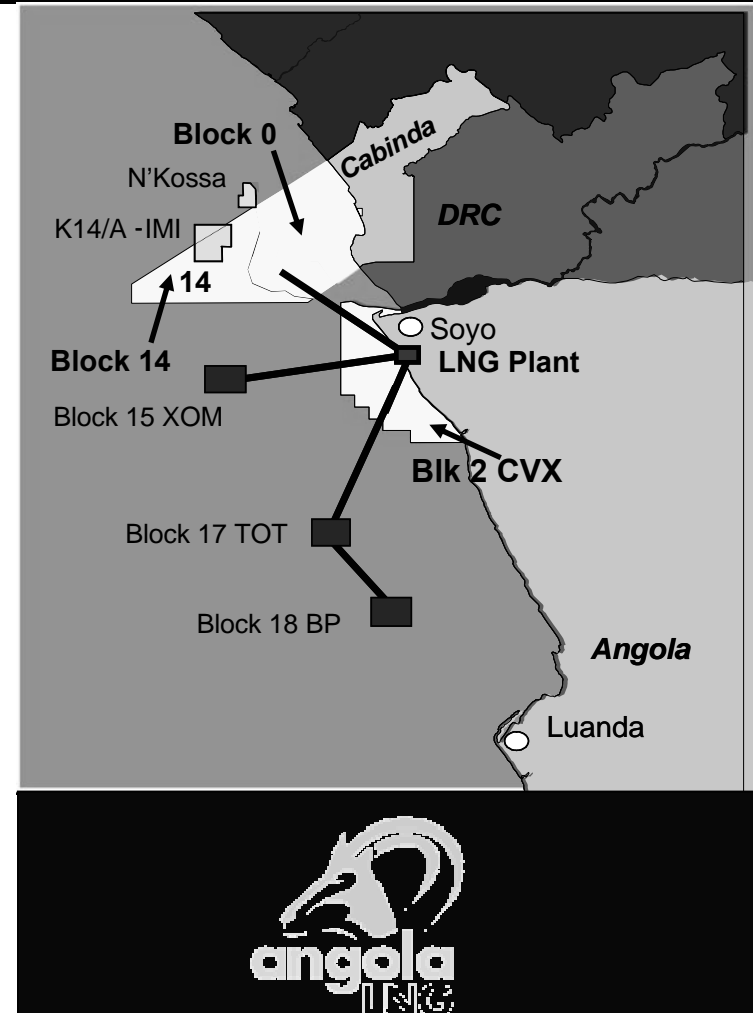 Block 0
Cabinda
N'Kossa
K14/A -IMI
DRC
14
Soyo
Block 14
LNG Plant
Block 15 XOM
Blk 2 CVX
Block 17 TOT
Block 18 BP
Angola
Luanda
angola
LNG